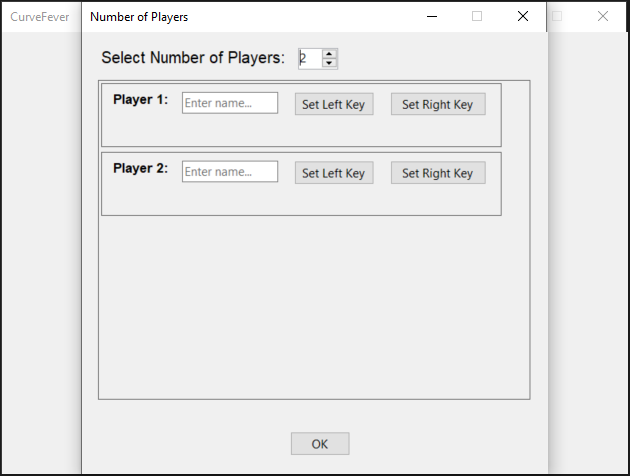 CurveFever
Number of Players
Select Number of Players: 2
Player 1: Enter name... Set Left Key Set Right Key
Player 2: Enter name... Set Left Key Set Right Key
OK